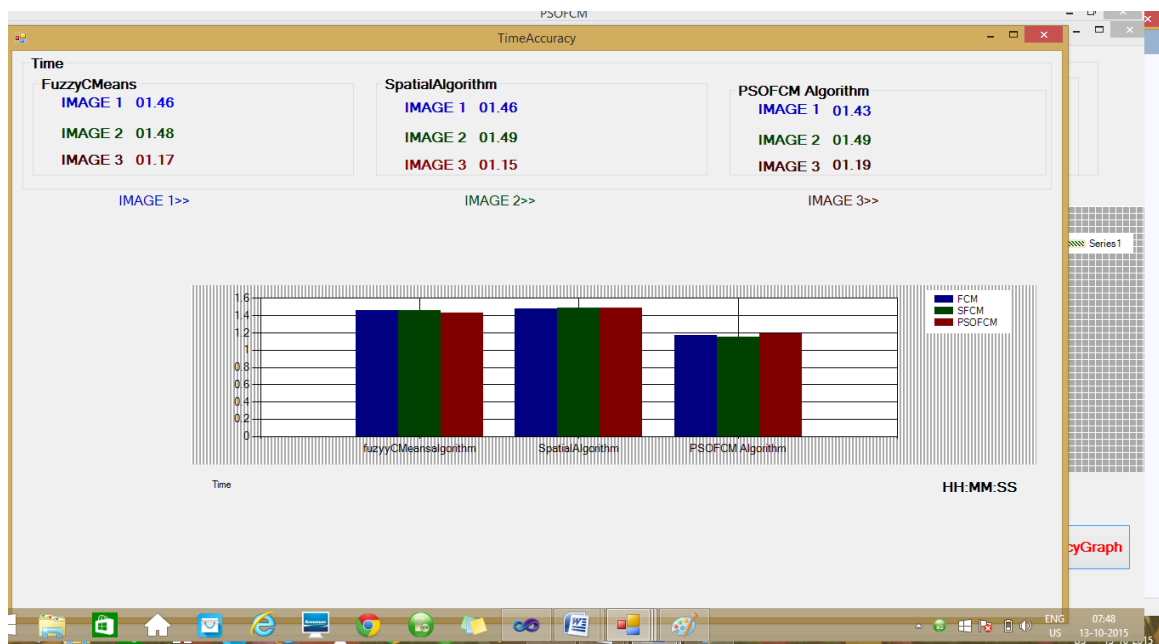 PSOFCM
TimeAccuracy
Time
FuzzyCMeans
IMAGE 1 01.46
IMAGE 2 01.48
IMAGE 3 01.17
SpatialAlgorithm
IMAGE 1 01.46
IMAGE 2 01.49
IMAGE 3 01.15
PSOFCM Algorithm
IMAGE 1 01.43
IMAGE 2 01.49
IMAGE 3 01.19
IMAGE 1>> IMAGE 2>> IMAGE 3>>
Series1
1.6
1.4
1.2
1
0.8
0.6
0.4
0.2
0
fuzyyCMeansalgorithm SpatialAlgorithm PSOFCM Algorithm
FCM
SFCM
PSOFCM
Time HH:MM:SS
cyGraph
ENG 07:48
US 13-10-2015